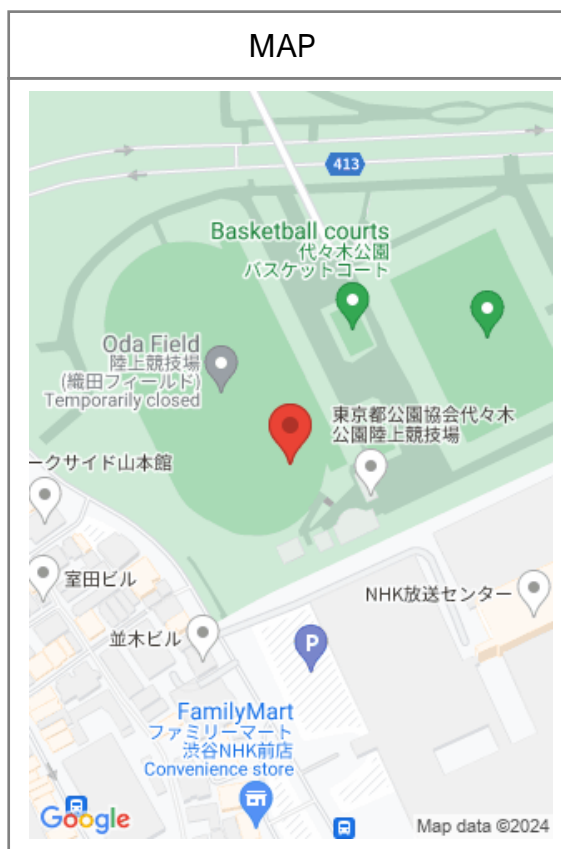 MAP
413
Basketball courts
代々木公園
バスケットコート
Oda Field
陸上競技場
(織田フィールド)
Temporarily closed
東京都公園協会代々木
公園陸上競技場
ークサイド山本館
室田ビル
NHK放送センター
並木ビル
P
FamilyMart
ファミリーマート
渋谷NHK前店
Convenience store
Google
Map data ©2024